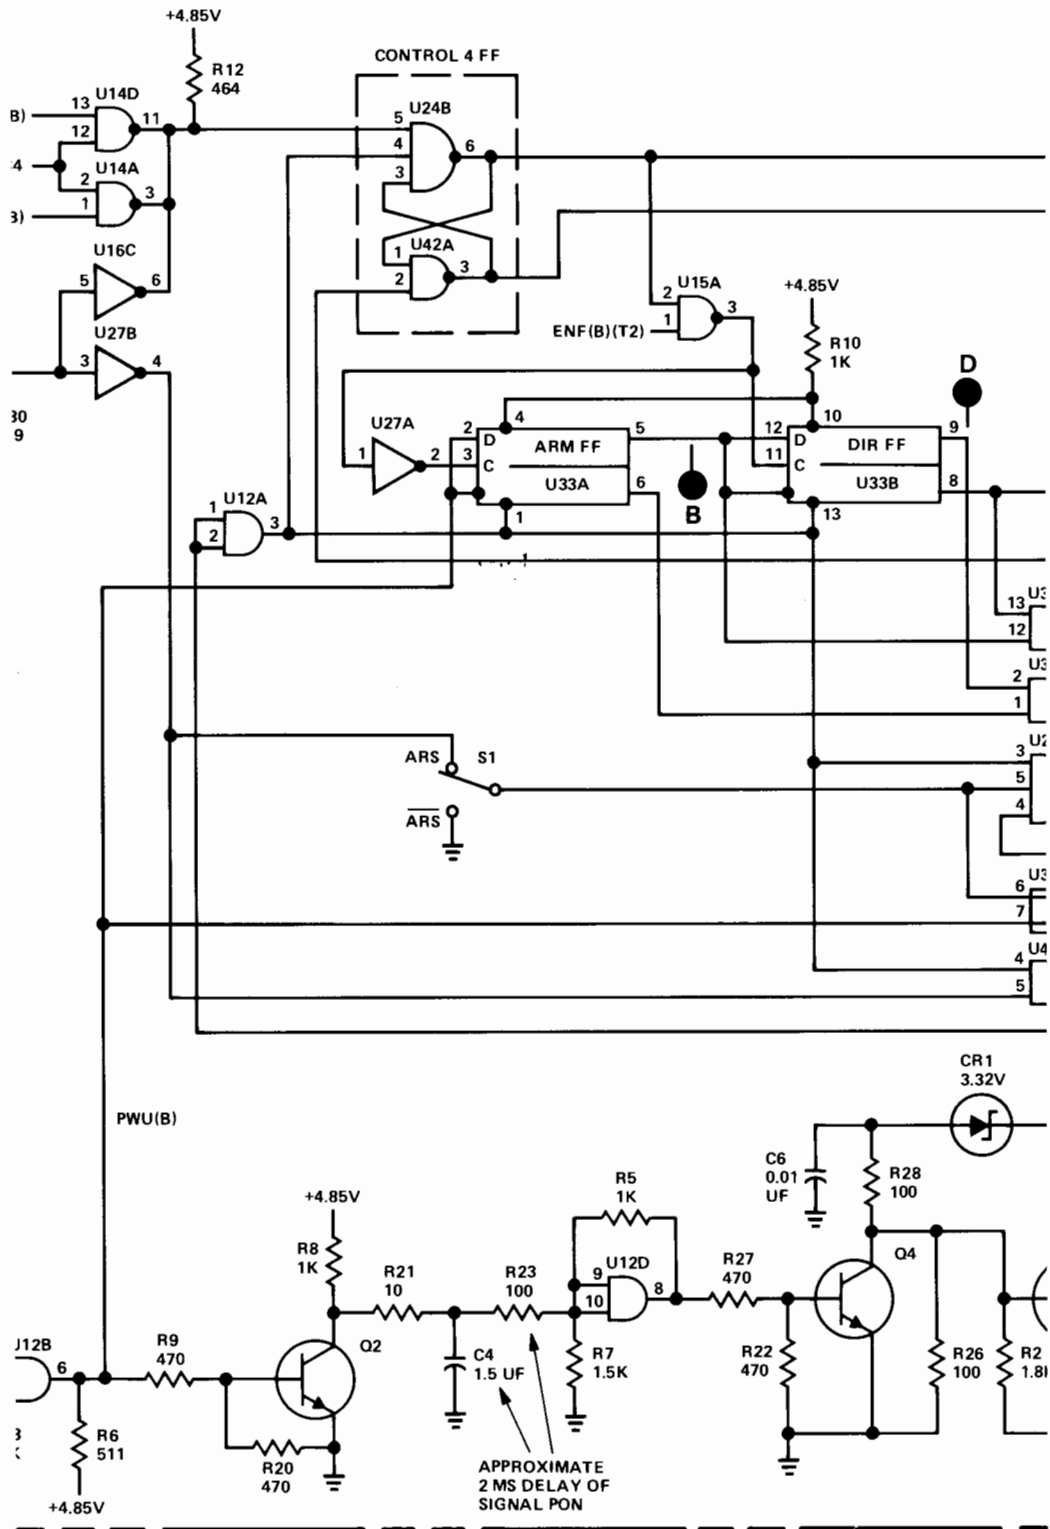 +4.85V
R12
464
CONTROL 4 FF
U14D
13
12
11
B)
U24B
5
4
3
6
U14A
2
1
3
U16C
5
6
U42A
1
2
3
U27B
3
4
U15A
2
1
3
ENF(B)(T2)
+4.85V
R10
1K
D
U27A
1
2
2
D
3
C
4
ARM FF
U33A
5
6
1
B
12
D
11
C
10
DIR FF
U33B
9
8
13
U12A
1
2
3
13
12
2
1
ARS
S1
ARS
3
5
4
6
7
4
5
PWU(B)
CR1
3.32V
C6
0.01
UF
R28
100
+4.85V
R8
1K
R21
10
R23
100
R5
1K
U12D
9
10
8
R27
470
Q4
6
R9
470
Q2
C4
1.5 UF
R7
1.5K
R22
470
R26
100
R6
511
R20
470
+4.85V
APPROXIMATE
2 MS DELAY OF
SIGNAL PON